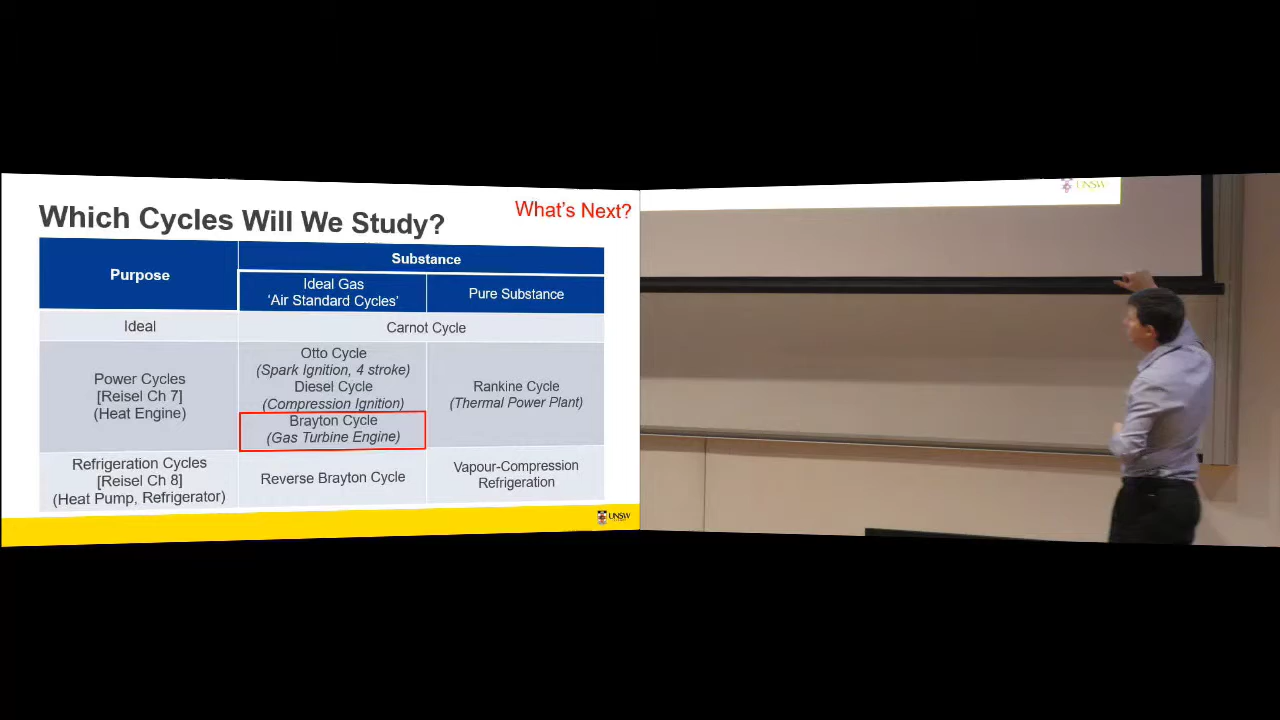 Which Cycles Will We Study?
What's Next?
Purpose
Substance
Ideal Gas
'Air Standard Cycles'
Pure Substance
Ideal
Carnot Cycle
Power Cycles
[Reisel Ch 7]
(Heat Engine)
Otto Cycle
(Spark Ignition, 4 stroke)
Diesel Cycle
(Compression Ignition)
Brayton Cycle
(Gas Turbine Engine)
Rankine Cycle
(Thermal Power Plant)
Refrigeration Cycles
[Reisel Ch 8]
(Heat Pump, Refrigerator)
Reverse Brayton Cycle
Vapour-Compression
Refrigeration
UNSW
UNSW